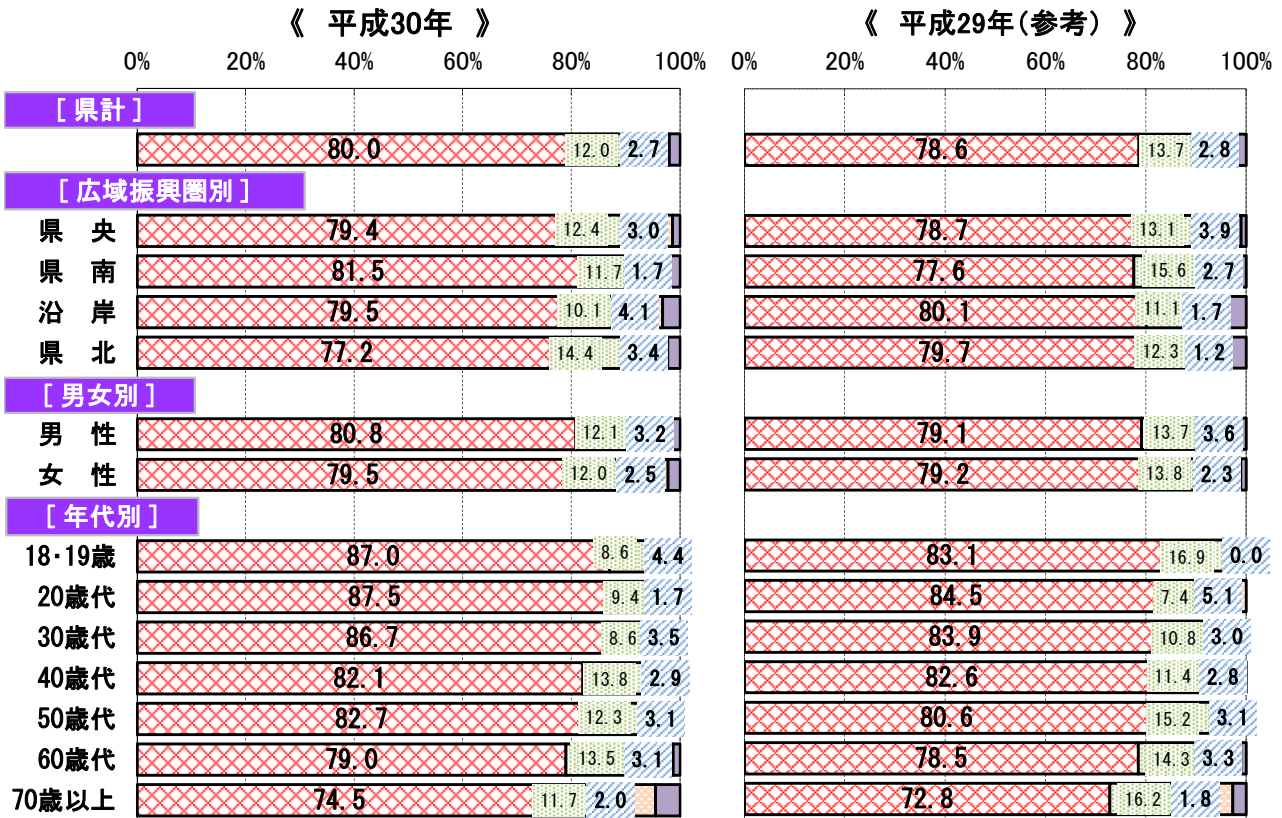 《 平成30年 》 《 平成29年(参考) 》
0% 20% 40% 60% 80% 100% 0% 20% 40% 60% 80% 100%
[ 県計 ]
80.0 12.0 2.7 78.6 13.7 2.8
[ 広域振興圏別 ]
県 央 79.4 12.4 3.0 78.7 13.1 3.9
県 南 81.5 11.7 1.7 77.6 15.6 2.7
沿 岸 79.5 10.1 4.1 80.1 11.1 1.7
県 北 77.2 14.4 3.4 79.7 12.3 1.2
[ 男女別 ]
男 性 80.8 12.1 3.2 79.1 13.7 3.6
女 性 79.5 12.0 2.5 79.2 13.8 2.3
[ 年代別 ]
18・19歳 87.0 8.6 4.4 83.1 16.9 0.0
20歳代 87.5 9.4 1.7 84.5 7.4 5.1
30歳代 86.7 8.6 3.5 83.9 10.8 3.0
40歳代 82.1 13.8 2.9 82.6 11.4 2.8
50歳代 82.7 12.3 3.1 80.6 15.2 3.1
60歳代 79.0 13.5 3.1 78.5 14.3 3.3
70歳以上 74.5 11.7 2.0 72.8 16.2 1.8